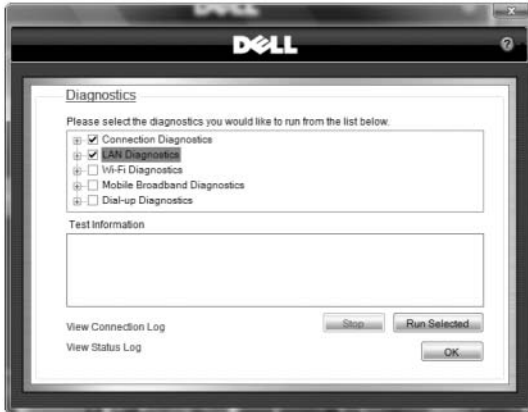 DELL
Diagnostics
Please select the diagnostics you would like to run from the list below.
Connection Diagnostics
LAN Diagnostics
Wi-Fi Diagnostics
Mobile Broadband Diagnostics
Dial-up Diagnostics
Test Information
View Connection Log
Stop
Run Selected
View Status Log
OK